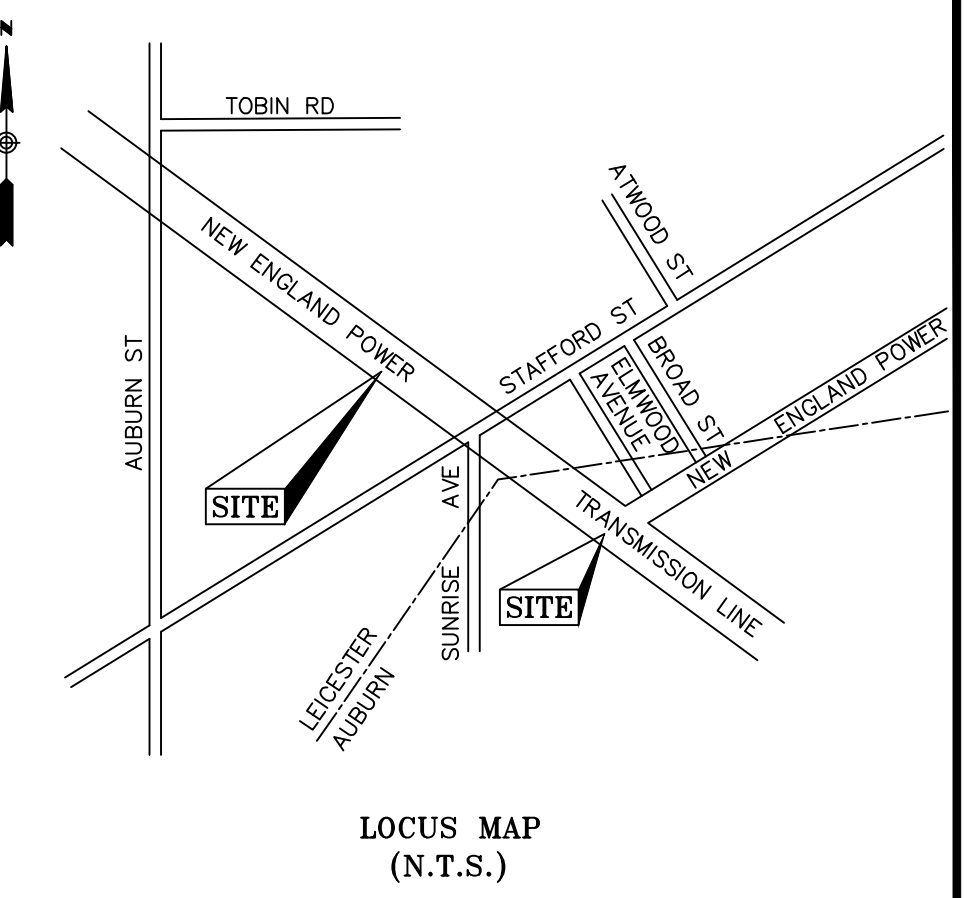 N
TOBIN RD
ATWOOD ST
NEW ENGLAND POWER
STAFFORD ST
BROAD ST
ELMWOOD
AVENUE
NEW ENGLAND POWER
AUBURN ST
SITE
SUNRISE AVE
TRANSMISSION LINE
SITE
LEICESTER
AUBURN
LOCUS MAP
(N.T.S.)